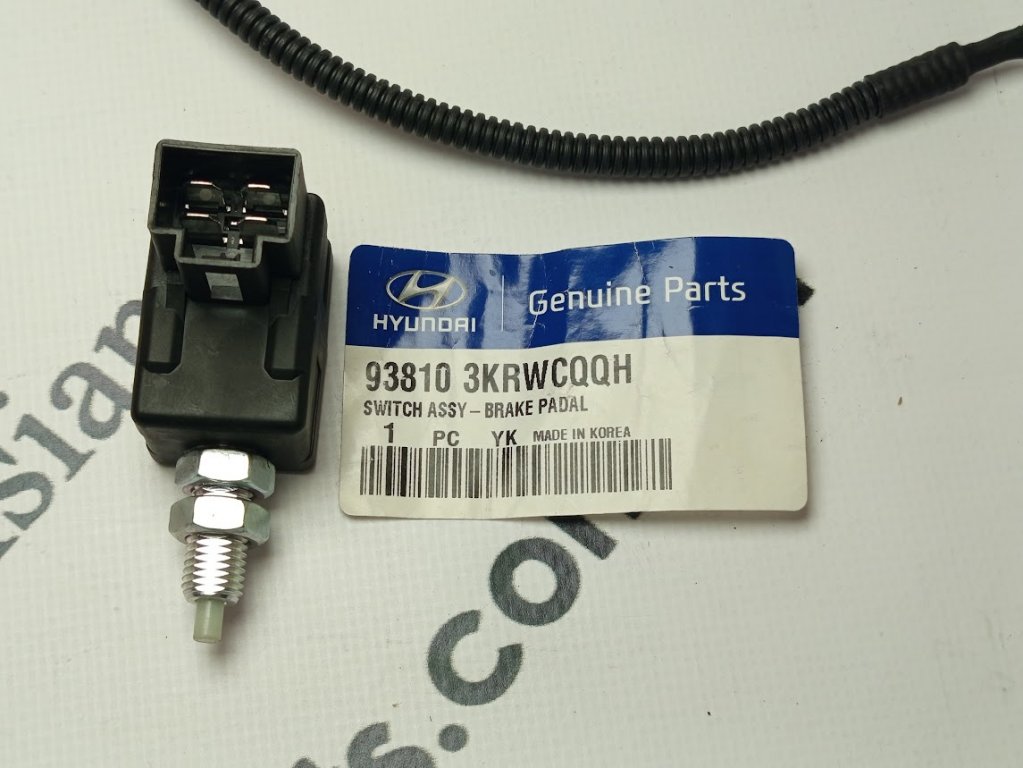 HYUNDAI
Genuine Parts
93810 3KRWCQQH
SWITCH ASSY-BRAKE PADAL
1 PC YK MADE IN KOREA